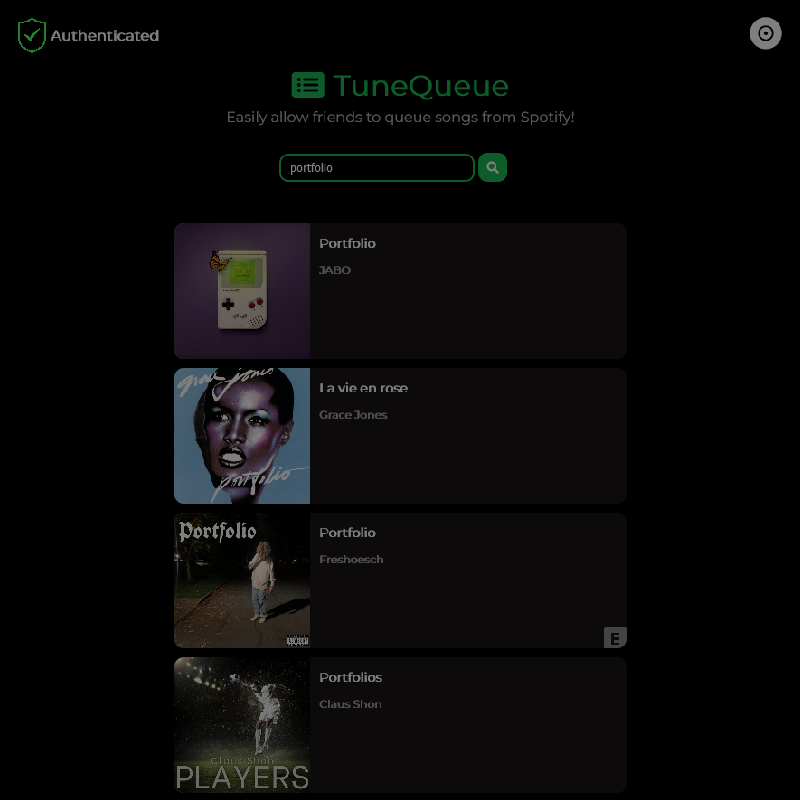 Authenticated
TuneQueue
Easily allow friends to queue songs from Spotify!
portfolio
Portfolio
JABO
La vie en rose
Grace Jones
grace jones
portfolio
Portfolio
Freshoesch
Portfolio
E
Portfolios
Claus Shon
Claus Shon
PLAYERS